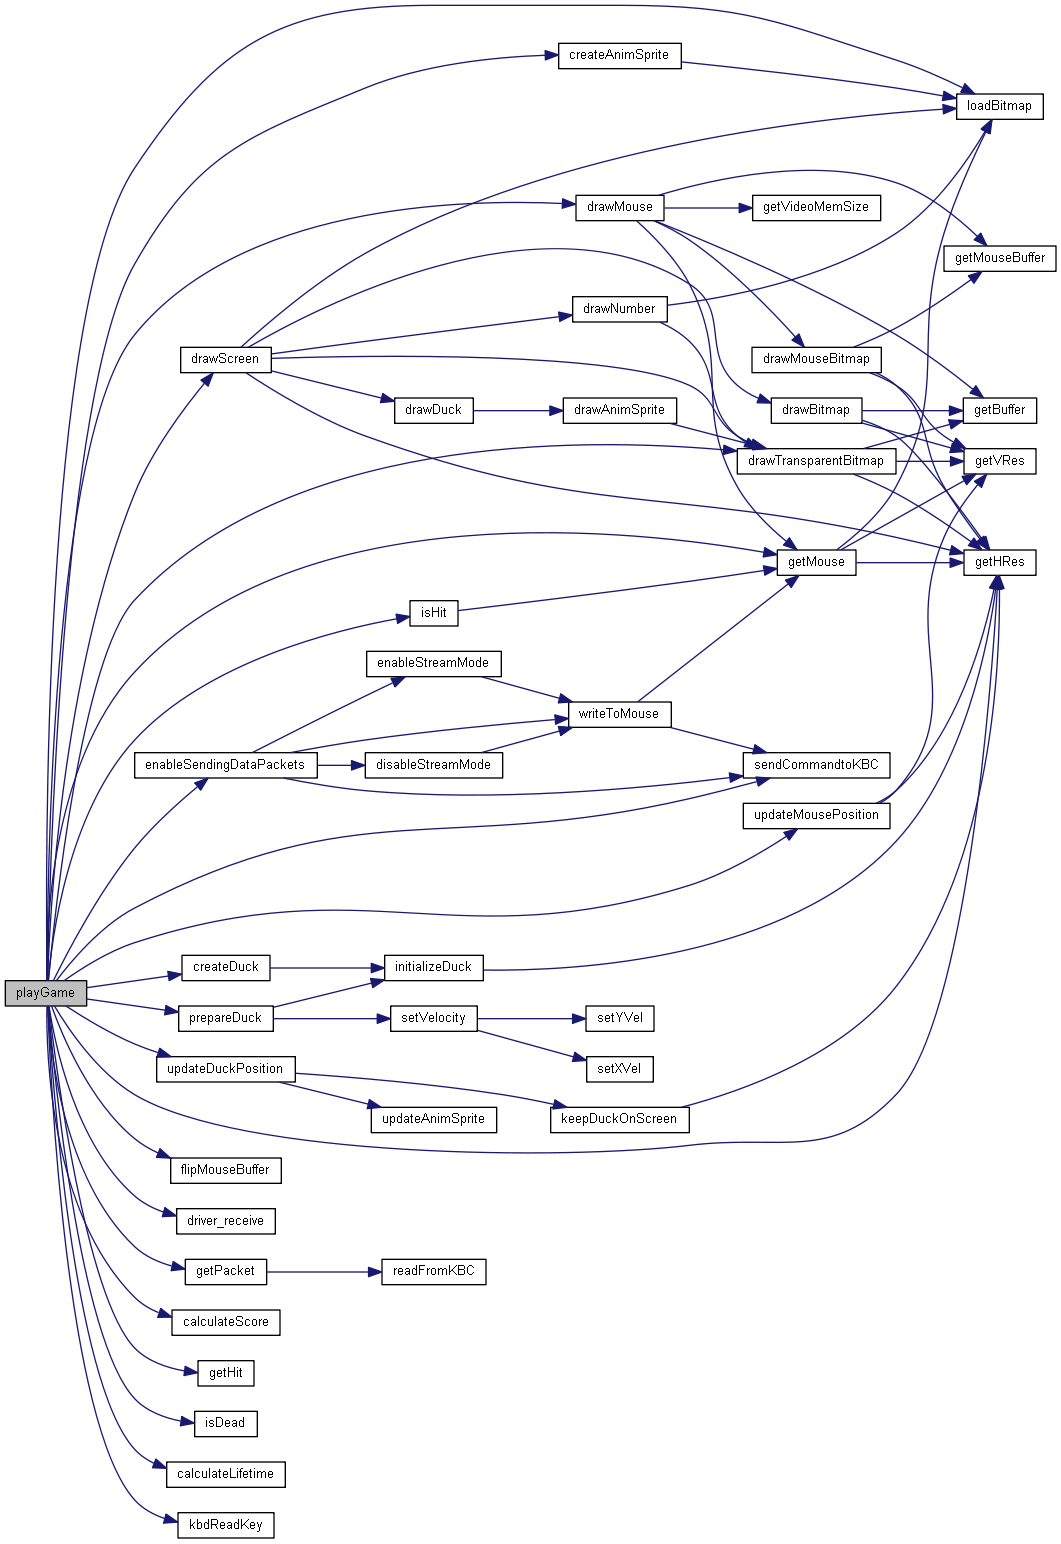 createAnimSprite
loadBitmap
drawMouse
getVideoMemSize
getMouseBuffer
drawNumber
drawScreen
drawMouseBitmap
drawDuck
drawAnimSprite
drawBitmap
getBuffer
drawTransparentBitmap
getVRes
getMouse
getHRes
isHit
enableStreamMode
writeToMouse
enableSendingDataPackets
disableStreamMode
sendCommandtoKBC
updateMousePosition
createDuck
initializeDuck
playGame
prepareDuck
setVelocity
setYVel
updateDuckPosition
setXVel
updateAnimSprite
keepDuckOnScreen
flipMouseBuffer
driver_receive
getPacket
readFromKBC
calculateScore
getHit
isDead
calculateLifetime
kbdReadKey